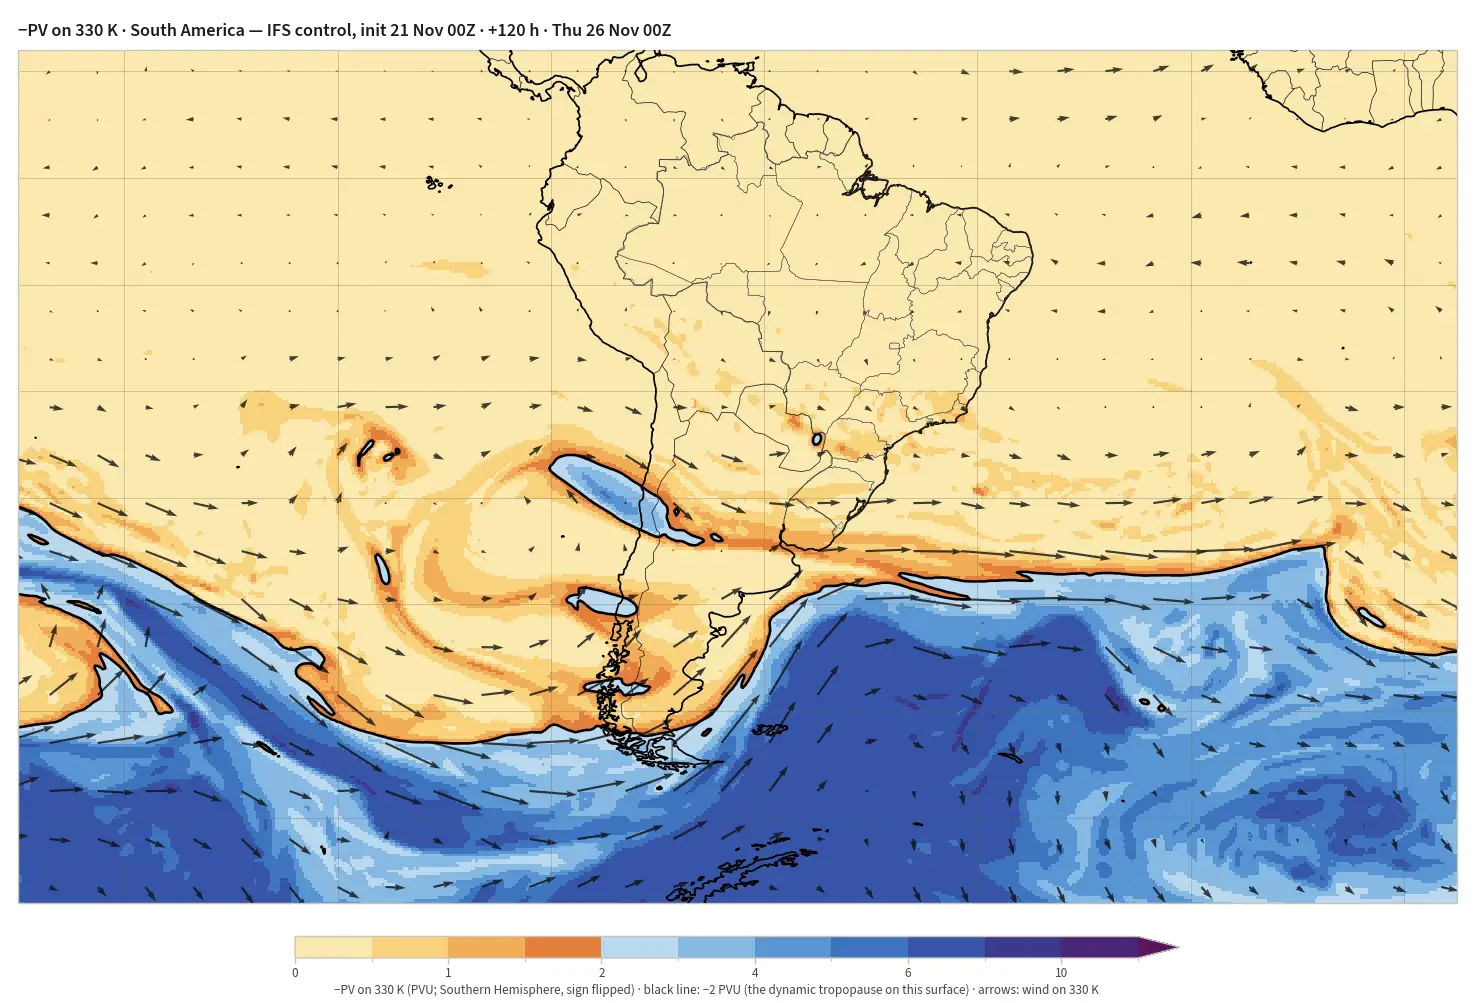 −PV on 330 K · South America — IFS control, init 21 Nov 00Z · +120 h · Thu 26 Nov 00Z
0 1 2 4 6 10
−PV on 330 K (PVU; Southern Hemisphere, sign flipped) · black line: −2 PVU (the dynamic tropopause on this surface) · arrows: wind on 330 K